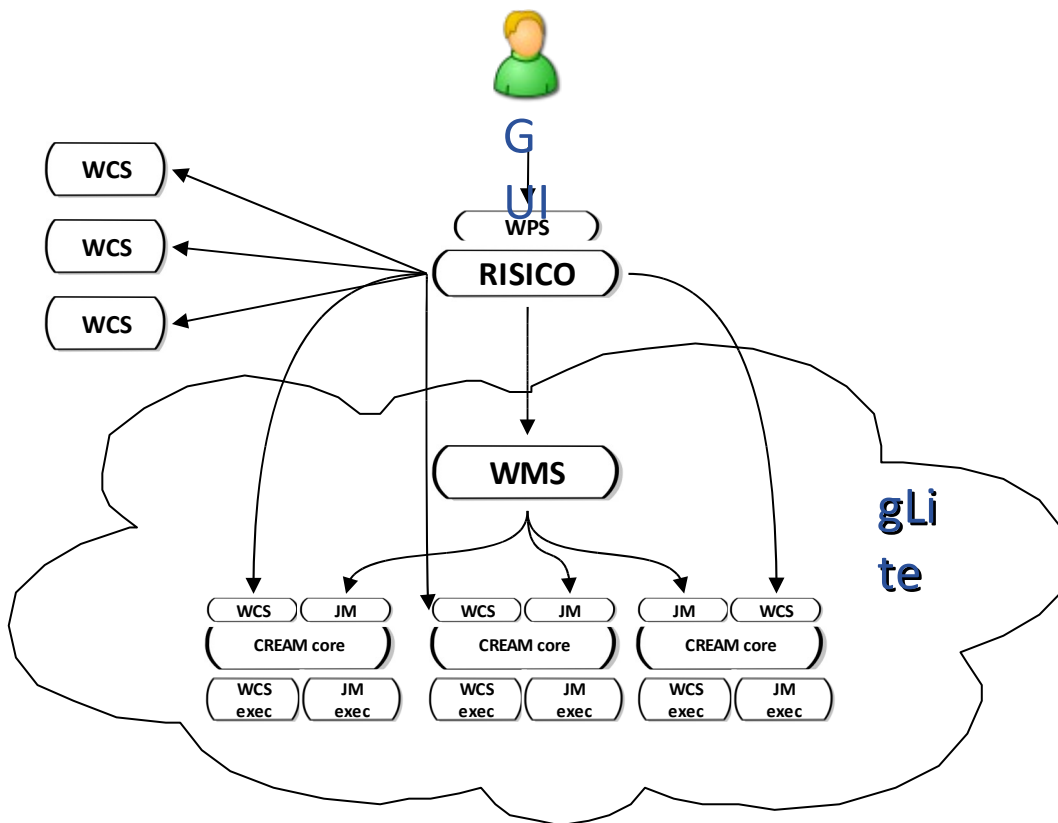 G
UI
WPS
RISICO
WCS
WCS
WCS
WMS
gLi
te
WCS JM WCS JM JM WCS
CREAM core CREAM core CREAM core
WCS JM WCS JM WCS JM
exec exec exec exec exec exec